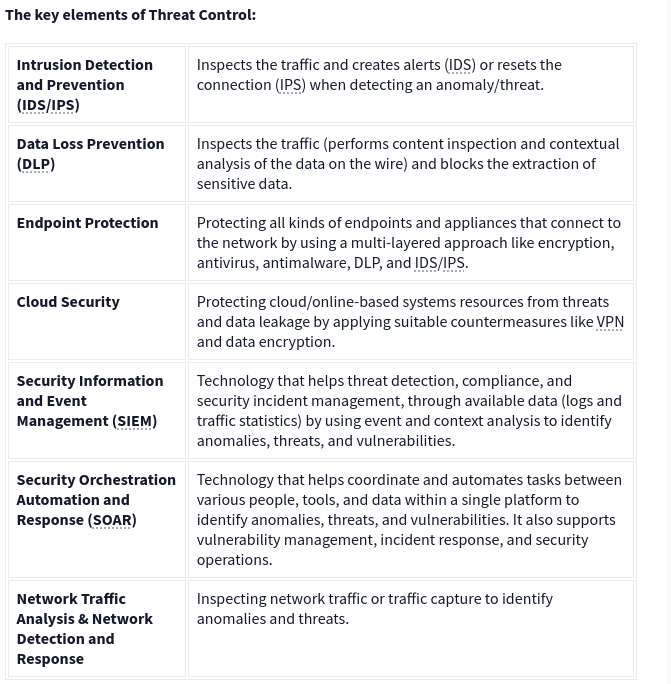 The key elements of Threat Control:
Intrusion Detection
and Prevention
(IDS/IPS)
Inspects the traffic and creates alerts (IDS) or resets the
connection (IPS) when detecting an anomaly/threat.
Data Loss Prevention
(DLP)
Inspects the traffic (performs content inspection and contextual
analysis of the data on the wire) and blocks the extraction of
sensitive data.
Endpoint Protection
Protecting all kinds of endpoints and appliances that connect to
the network by using a multi-layered approach like encryption,
antivirus, antimalware, DLP, and IDS/IPS.
Cloud Security
Protecting cloud/online-based systems resources from threats
and data leakage by applying suitable countermeasures like VPN
and data encryption.
Security Information
and Event
Management (SIEM)
Technology that helps threat detection, compliance, and
security incident management, through available data (logs and
traffic statistics) by using event and context analysis to identify
anomalies, threats, and vulnerabilities.
Security Orchestration
Automation and
Response (SOAR)
Technology that helps coordinate and automates tasks between
various people, tools, and data within a single platform to
identify anomalies, threats, and vulnerabilities. It also supports
vulnerability management, incident response, and security
operations.
Network Traffic
Analysis & Network
Detection and
Response
Inspecting network traffic or traffic capture to identify
anomalies and threats.